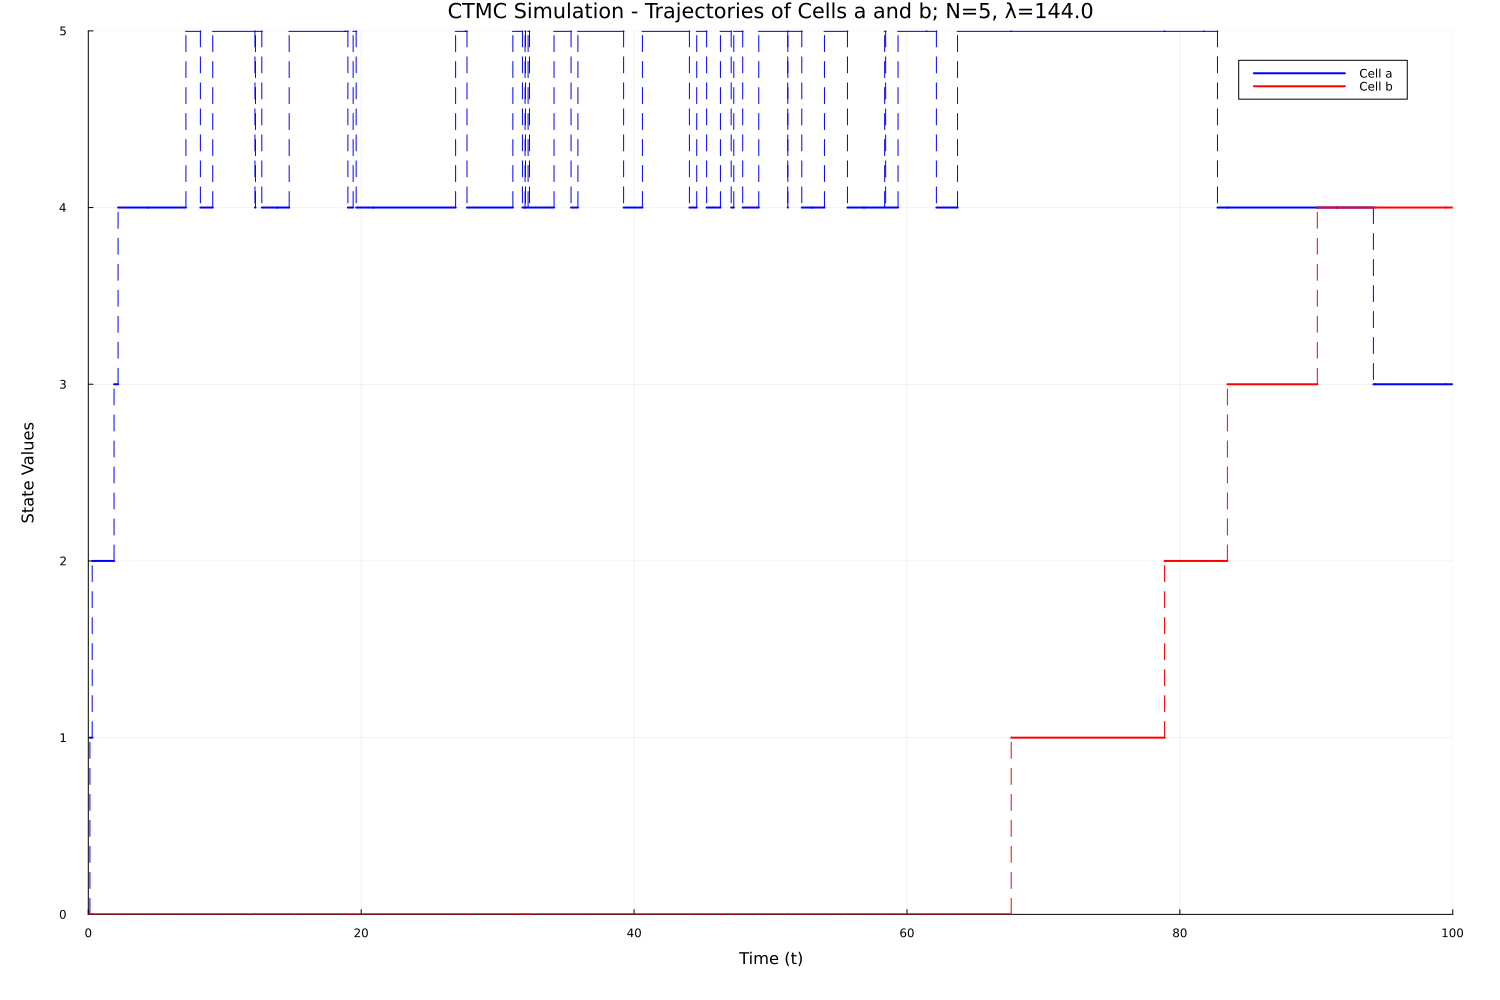 CTMC Simulation - Trajectories of Cells a and b; N=5, λ=144.0
5
Cell a
Cell b
4
3
State Values
2
1
0
0 20 40 60 80 100
Time (t)